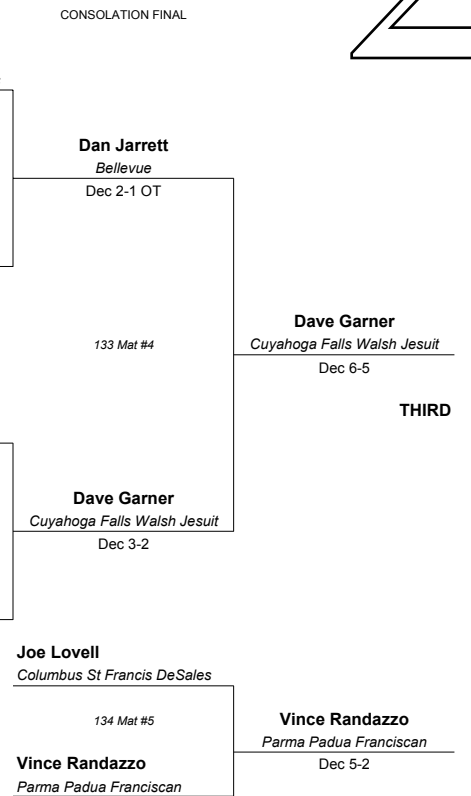 CONSOLATION FINAL
Dan Jarrett
Bellevue
Dec 2-1 OT
Dave Garner
133 Mat #4
Cuyahoga Falls Walsh Jesuit
Dec 6-5
THIRD
Dave Garner
Cuyahoga Falls Walsh Jesuit
Dec 3-2
Joe Lovell
Columbus St Francis DeSales
134 Mat #5
Vince Randazzo
Parma Padua Franciscan
Dec 5-2
Vince Randazzo
Parma Padua Franciscan